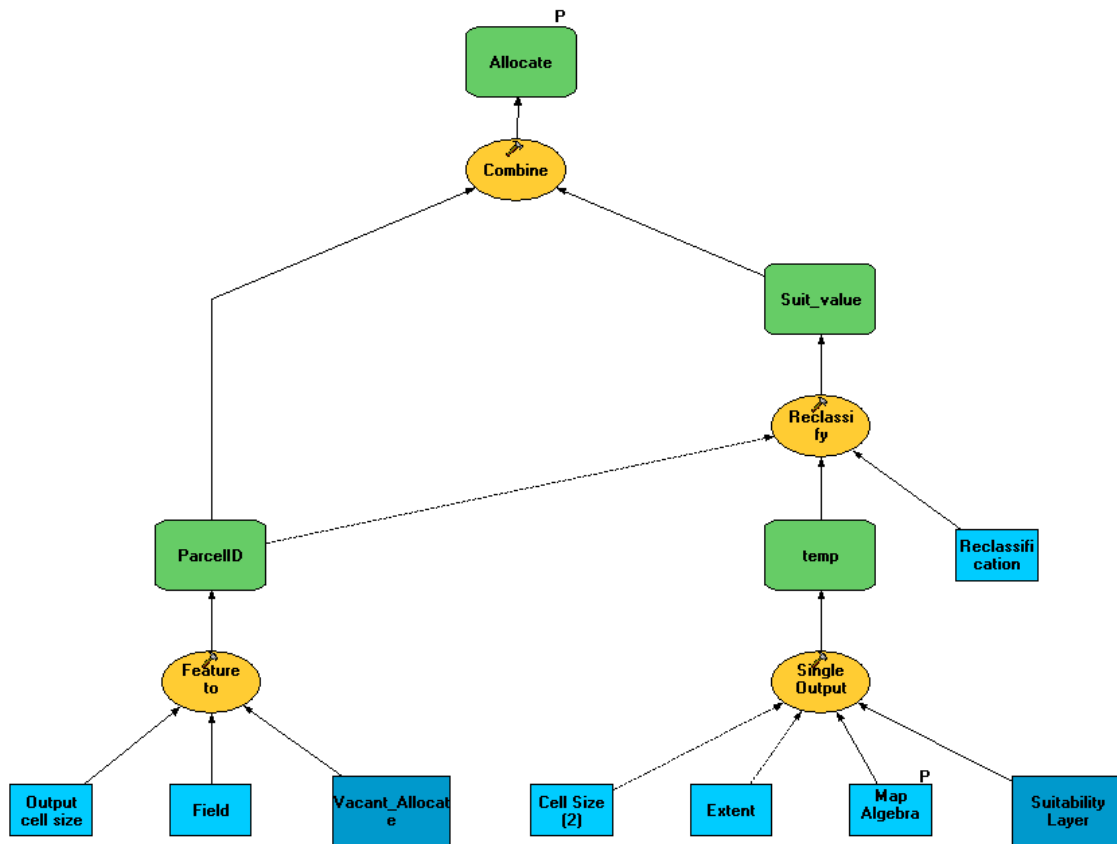 P
Allocate
Combine
Suit_value
Reclassi
fy
ParcelID
temp
Reclassifi
cation
Feature
to
Single
Output
Output
cell size
Field
Vacant_Allocat
e
Cell Size
(2)
Extent
P
Map
Algebra
Suitability
Layer